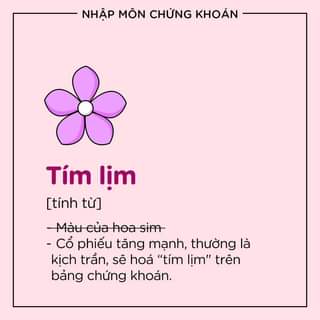 NHẬP MÔN CHỨNG KHOÁN
Tím lịm
[tính từ]
- Màu của hoa sim
- Cổ phiếu tăng mạnh, thường là
kịch trần, sẽ hoá “tím lịm" trên
bảng chứng khoán.